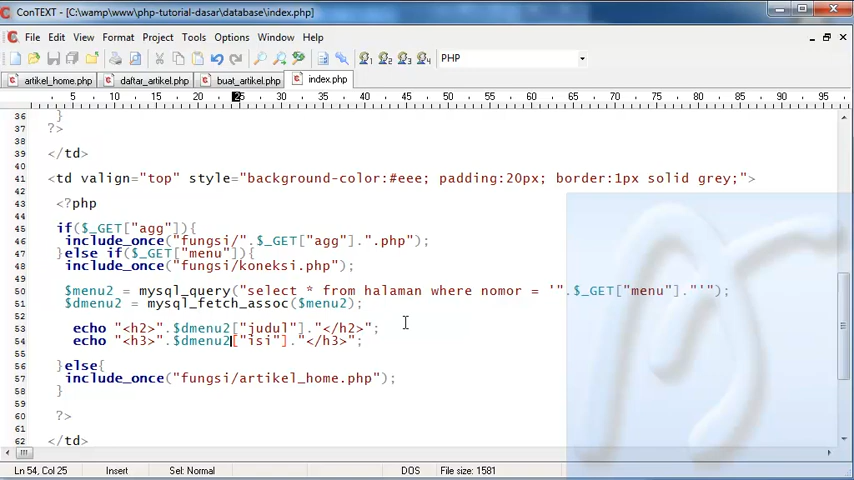 ConTEXT - [C:\wamp\www\php-tutorial-dasar\database\index.php]
File Edit View Format Project Tools Options Window Help
PHP
artikel_home.php daftar_artikel.php buat_artikel.php index.php
5 10 15 20 25 30 35 40 45 50 55 60 65 70 75 80 85 90 95
36 }
37 ?>
38
39 </td>
40
41 <td valign="top" style="background-color:#eee; padding:20px; border:1px solid grey;">
42
43 <?php
44
45 if($_GET["agg"]){
46 include_once("fungsi/".$_GET["agg"].".php");
47 }else if($_GET["menu"]){
48 include_once("fungsi/koneksi.php");
49
50 $menu2 = mysql_query("select * from halaman where nomor = '".$_GET["menu"]."'");
51 $dmenu2 = mysql_fetch_assoc($menu2);
52
53 echo "<h2>".$dmenu2["judul"]."</h2>";
54 echo "<h3>".$dmenu2["isi"]."</h3>";
55
56 }else{
57 include_once("fungsi/artikel_home.php");
58 }
59
60 ?>
61
62 </td>
Ln 54, Col 25 Insert Sel: Normal DOS File size: 1581